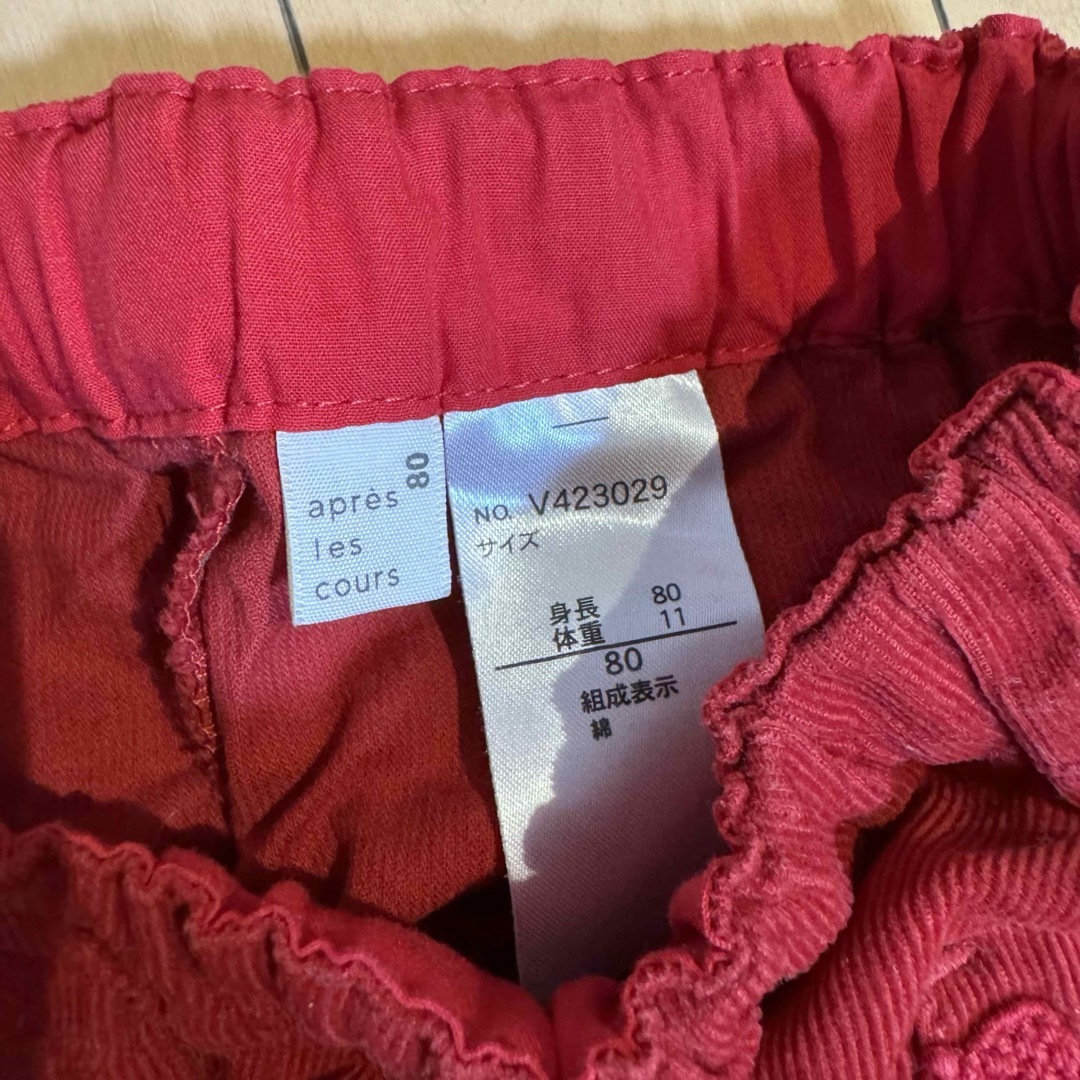 80
après
les
cours
NO. V423029
サイズ
身長 80
体重 11
80
組成表示
綿